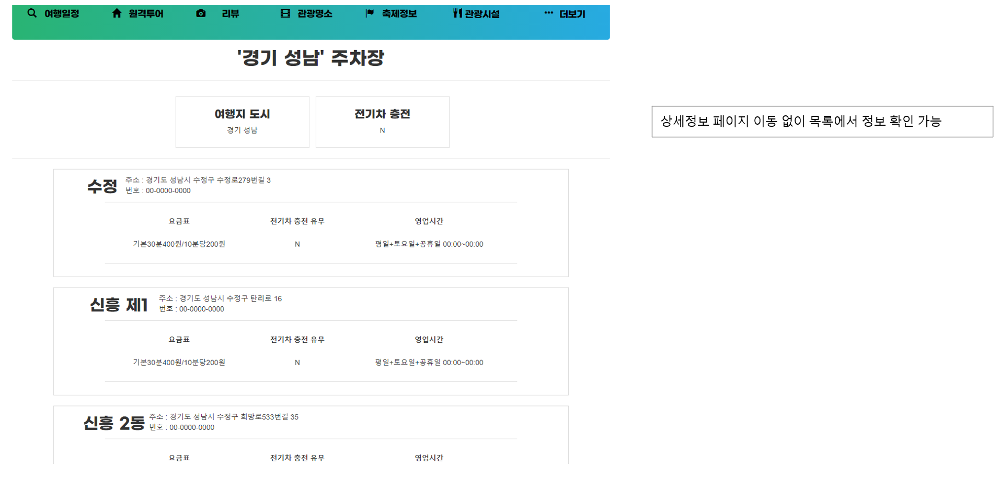 여행일정 원격투어 리뷰 관광명소 축제정보 관광시설 더보기
'경기 성남' 주차장
여행지 도시
경기 성남
전기차 충전
N
상세정보 페이지 이동 없이 목록에서 정보 확인 가능
수정
주소 : 경기도 성남시 수정구 수정로279번길 3
번호 : 00-0000-0000
요금표 전기차 충전 유무 영업시간
기본30분400원/10분당200원 N 평일+토요일+공휴일 00:00~00:00
신흥 제1
주소 : 경기도 성남시 수정구 탄리로 16
번호 : 00-0000-0000
요금표 전기차 충전 유무 영업시간
기본30분400원/10분당200원 N 평일+토요일+공휴일 00:00~00:00
신흥 2동
주소 : 경기도 성남시 수정구 희망로533번길 35
번호 : 00-0000-0000
요금표 전기차 충전 유무 영업시간